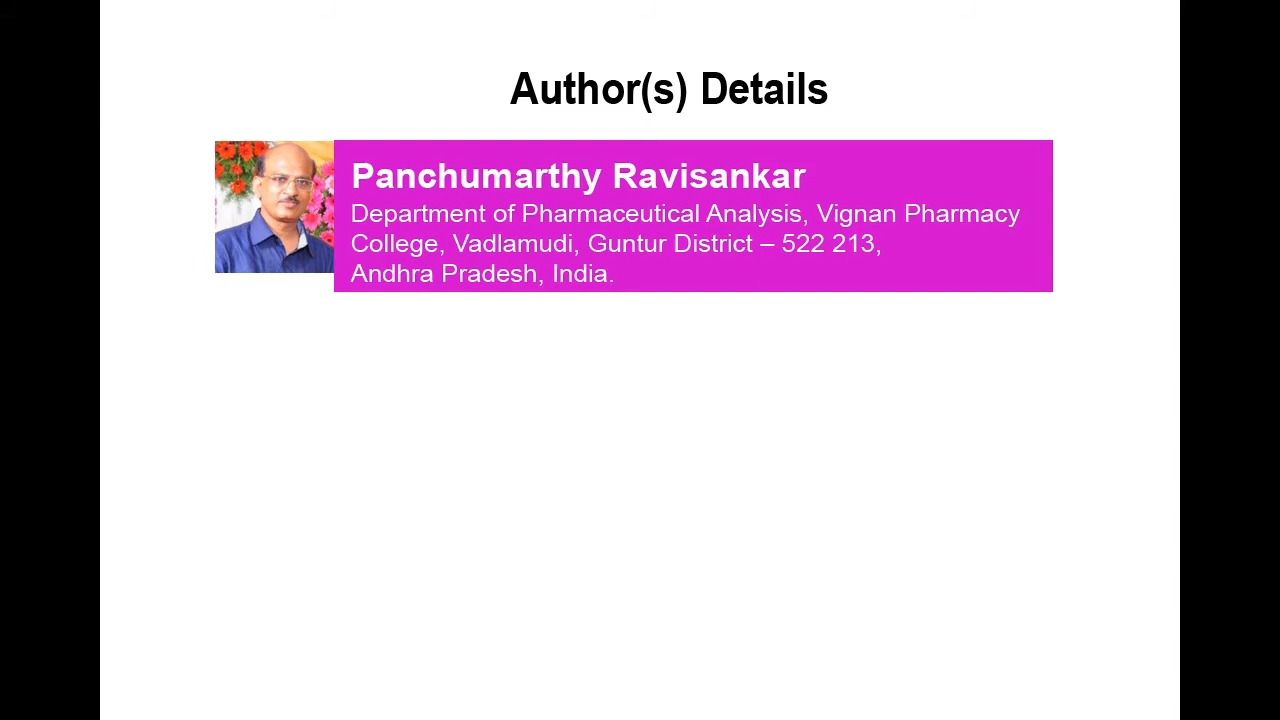 Author(s) Details
Panchumarthy Ravisankar
Department of Pharmaceutical Analysis, Vignan Pharmacy
College, Vadlamudi, Guntur District – 522 213,
Andhra Pradesh, India.